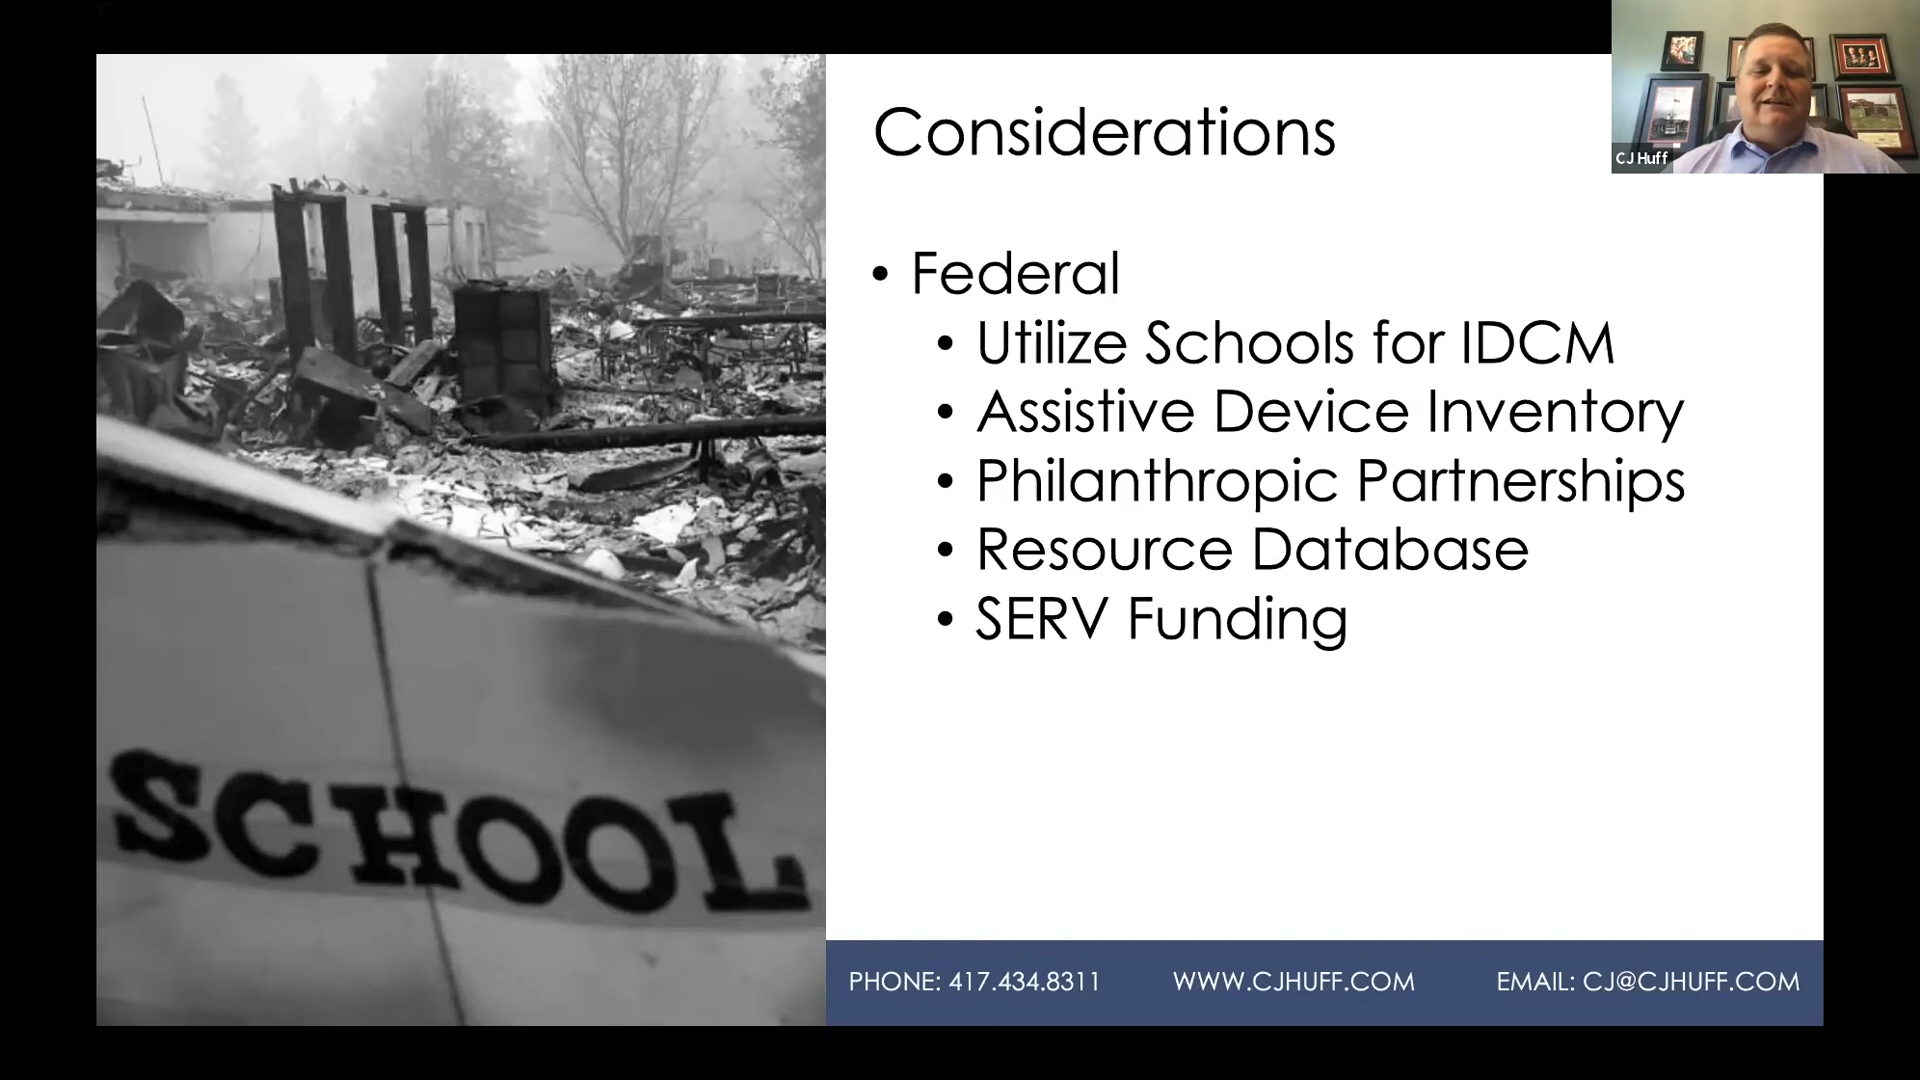 Considerations
CJ Huff
• Federal
• Utilize Schools for IDCM
• Assistive Device Inventory
• Philanthropic Partnerships
• Resource Database
• SERV Funding
SCHOOL
PHONE: 417.434.8311 WWW.CJHUFF.COM EMAIL: CJ@CJHUFF.COM